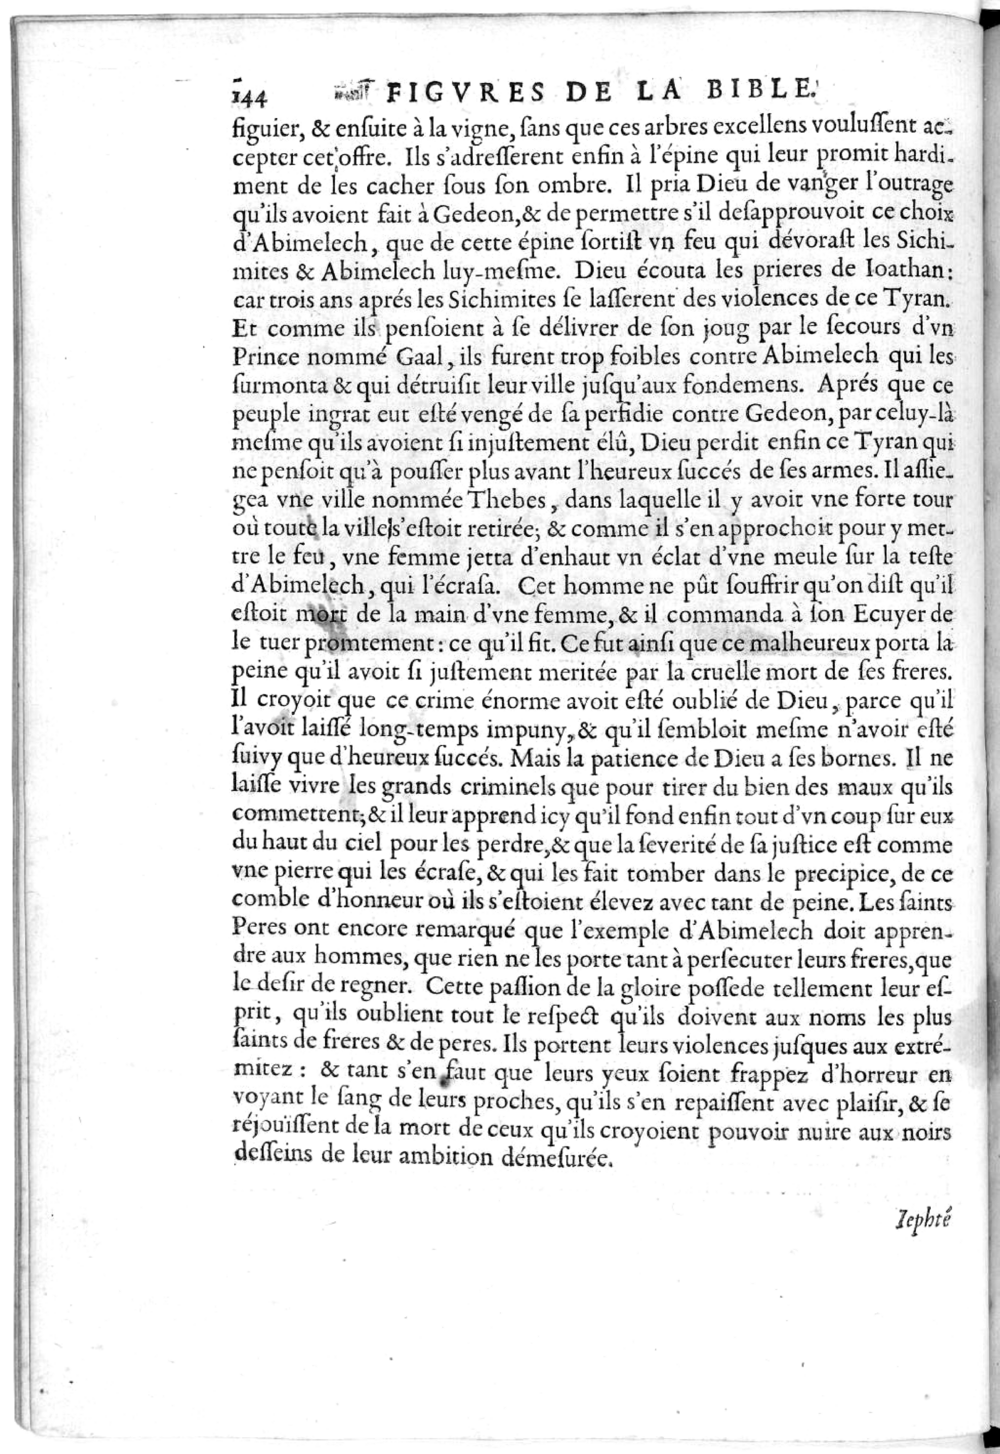 144 FIGVRES DE LA BIBLE.
figuier, & enſuite à la vigne, ſans que ces arbres excellens vouluſſent ac-
cepter cet offre. Ils s'adreſſerent enfin à l'épine qui leur promit hardi-
ment de les cacher ſous ſon ombre. Il pria Dieu de vanger l'outrage
qu'ils avoient fait à Gedeon, & de permettre s'il deſapprouvoit ce choix
d'Abimelech, que de cette épine ſortiſt vn feu qui dévoraſt les Sichi-
mites & Abimelech luy-meſme. Dieu écouta les prieres de Ioathan:
car trois ans aprés les Sichimites ſe laſſerent des violences de ce Tyran.
Et comme ils penſoient à ſe délivrer de ſon joug par le ſecours d'vn
Prince nommé Gaal, ils furent trop foibles contre Abimelech qui les
ſurmonta & qui détruiſit leur ville juſqu'aux fondemens. Aprés que ce
peuple ingrat eut eſté vengé de ſa perfidie contre Gedeon, par celuy-là
meſme qu'ils avoient ſi injuſtement élû, Dieu perdit enfin ce Tyran qui
ne penſoit qu'à pouſſer plus avant l'heureux ſuccés de ſes armes. Il aſſie-
gea vne ville nommée Thebes, dans laquelle il y avoit vne forte tour
où toute la ville s'eſtoit retirée; & comme il s'en approchoit pour y met-
tre le feu, vne femme jetta d'enhaut vn éclat d'vne meule ſur la teſte
d'Abimelech, qui l'écraſa. Cet homme ne pût ſouffrir qu'on diſt qu'il
eſtoit mort de la main d'vne femme, & il commanda à ſon Ecuyer de
le tuer promtement: ce qu'il fit. Ce fut ainſi que ce malheureux porta la
peine qu'il avoit ſi juſtement meritée par la cruelle mort de ſes freres.
Il croyoit que ce crime énorme avoit eſté oublié de Dieu, parce qu'il
l'avoit laiſſé long-temps impuny, & qu'il ſembloit meſme n'avoir eſté
ſuivy que d'heureux ſuccés. Mais la patience de Dieu a ſes bornes. Il ne
laiſſe vivre les grands criminels que pour tirer du bien des maux qu'ils
commettent; & il leur apprend icy qu'il fond enfin tout d'vn coup ſur eux
du haut du ciel pour les perdre, & que la ſeverité de ſa juſtice eſt comme
vne pierre qui les écraſe, & qui les fait tomber dans le precipice, de ce
comble d'honneur où ils s'eſtoient élevez avec tant de peine. Les ſaints
Peres ont encore remarqué que l'exemple d'Abimelech doit appren-
dre aux hommes, que rien ne les porte tant à perſecuter leurs freres, que
le deſir de regner. Cette paſſion de la gloire poſſede tellement leur eſ-
prit, qu'ils oublient tout le reſpect qu'ils doivent aux noms les plus
ſaints de freres & de peres. Ils portent leurs violences juſques aux extré-
mitez: & tant s'en faut que leurs yeux ſoient frappez d'horreur en
voyant le ſang de leurs proches, qu'ils s'en repaiſſent avec plaiſir, & ſe
réjouïſſent de la mort de ceux qu'ils croyoient pouvoir nuire aux noirs
deſſeins de leur ambition démeſurée.
Iephté